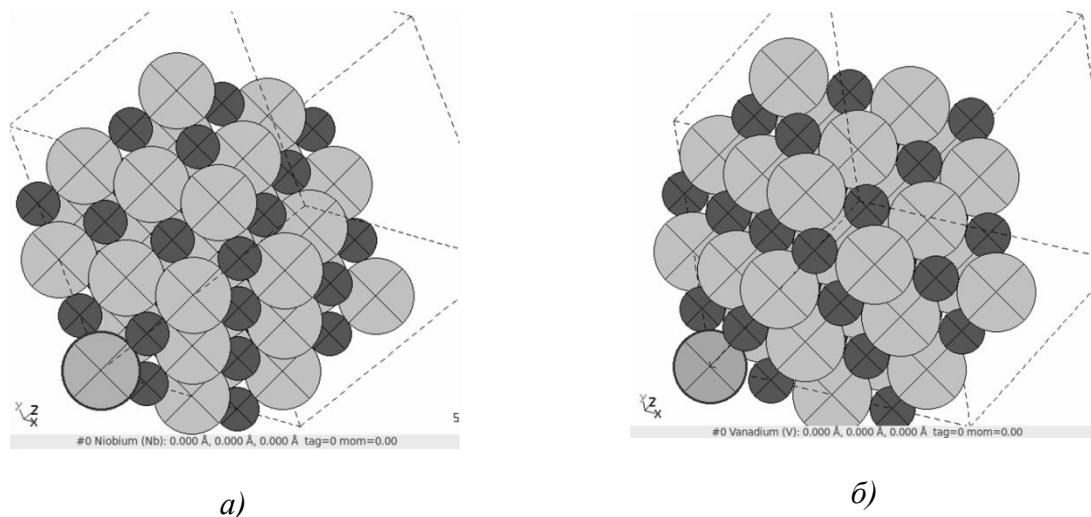 Y Z X
5
#0 Niobium (Nb): 0.000 Å, 0.000 Å, 0.000 Å tag=0 mom=0.00
а)
Y Z X
#0 Vanadium (V): 0.000 Å, 0.000 Å, 0.000 Å tag=0 mom=0.00
б)